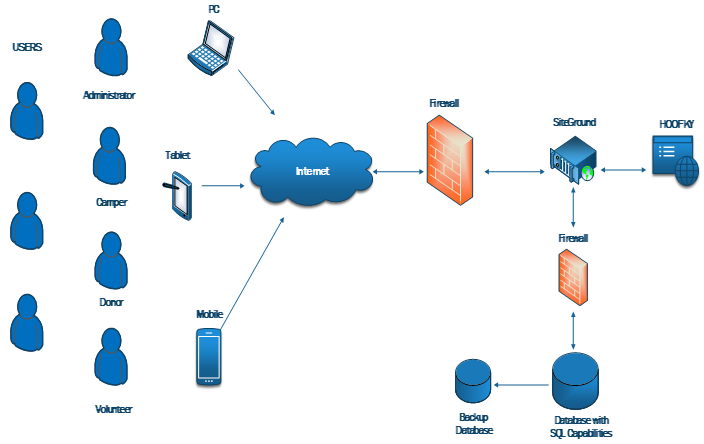 PC
USERS
Administrator
Firewall
SiteGround
HOOFKY
Tablet
Internet
Camper
Firewall
Donor
Mobile
Volunteer
Backup
Database
Database with
SQL Capabilities